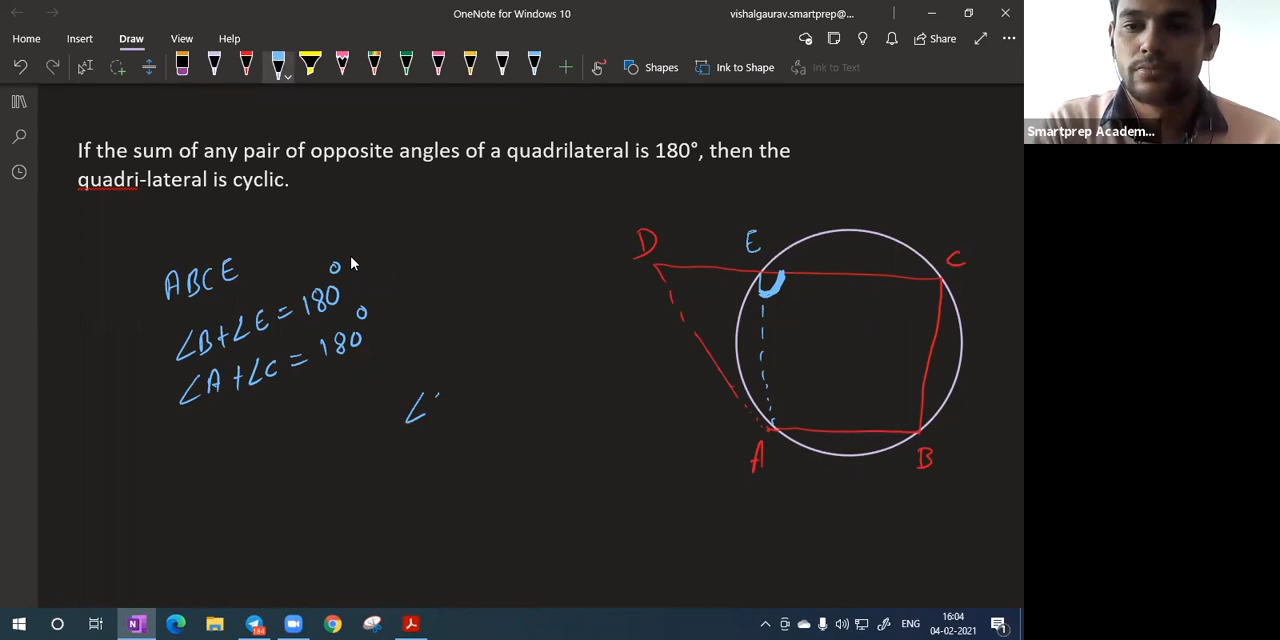 OneNote for Windows 10
vishalgaurav.smartprep@...
Home Insert Draw View Help
Share
Shapes Ink to Shape Ink to Text
Smartprep Academ...
If the sum of any pair of opposite angles of a quadrilateral is 180°, then the
quadri-lateral is cyclic.
D E C
ABCE
∠B+∠E=180°
∠A+∠C=180°
∠
A B
184
ENG
16:04
04-02-2021
1